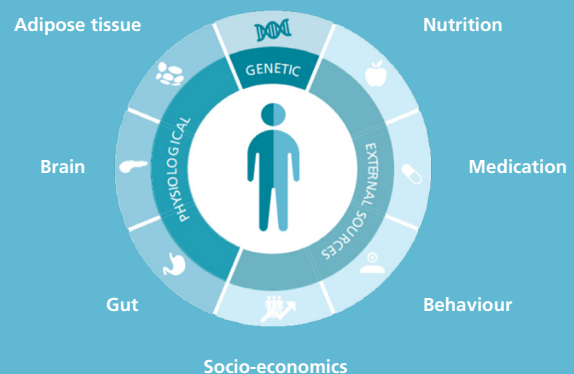 Adipose tissue
Nutrition
GENETIC
PHYSIOLOGICAL
EXTERNAL SOURCES
Brain
Medication
Gut
Behaviour
Socio-economics